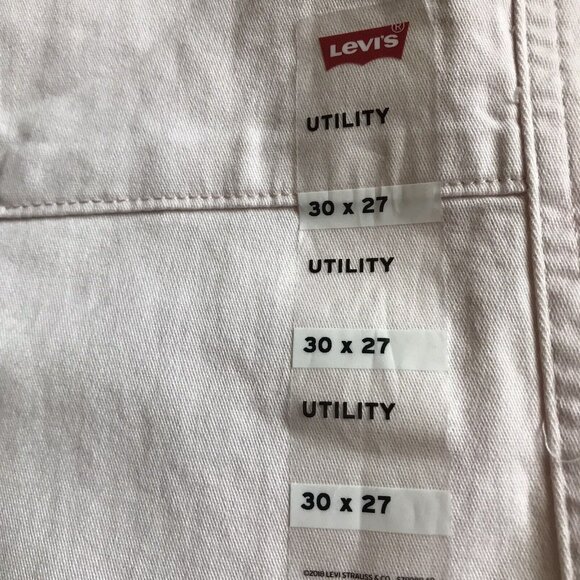 LEVI'S®
UTILITY
30 x 27
UTILITY
30 x 27
UTILITY
30 x 27
©2018 LEVI STRAUSS & CO.